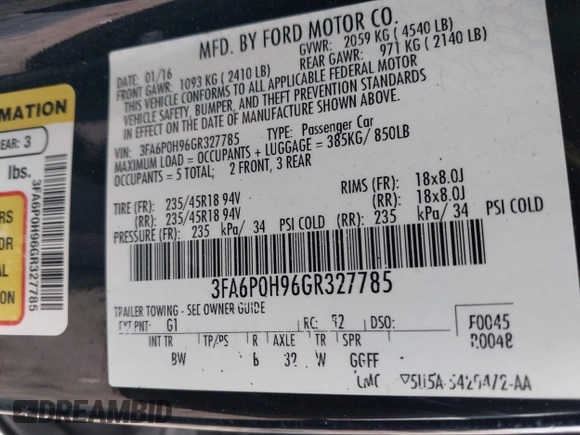 MFD. BY FORD MOTOR CO.
DATE: 01/16 GVWR: 2059 KG (4540 LB)
FRONT GAWR: 1093 KG (2410 LB) REAR GAWR: 971 KG (2140 LB)
THIS VEHICLE CONFORMS TO ALL APPLICABLE FEDERAL MOTOR
VEHICLE SAFETY, BUMPER, AND THEFT PREVENTION STANDARDS
IN EFFECT ON THE DATE OF MANUFACTURE SHOWN ABOVE.
VIN: 3FA6P0H96GR327785 TYPE: Passenger Car
MAXIMUM LOAD = OCCUPANTS + LUGGAGE = 385KG/ 850LB
OCCUPANTS = 5 TOTAL; 2 FRONT, 3 REAR
TIRE (FR): 235/45R18 94V RIMS (FR): 18x8.0J
(RR): 235/45R18 94V (RR): 18x8.0J
PRESSURE (FR): 235 kPa/ 34 PSI COLD (RR): 235 kPa/ 34 PSI COLD
3FA6P0H96GR327785
TRAILER TOWING - SEE OWNER GUIDE
EXT PNT: G1 RC: 52 DSO: F0045
R0048
INT TR TP/PS R AXLE TR SPR
BW 6 32 W GGFF
RMATION
EAR: 3
lbs.
3FA6P0H96GR327785
ERS
OR
TION
DREAMBID